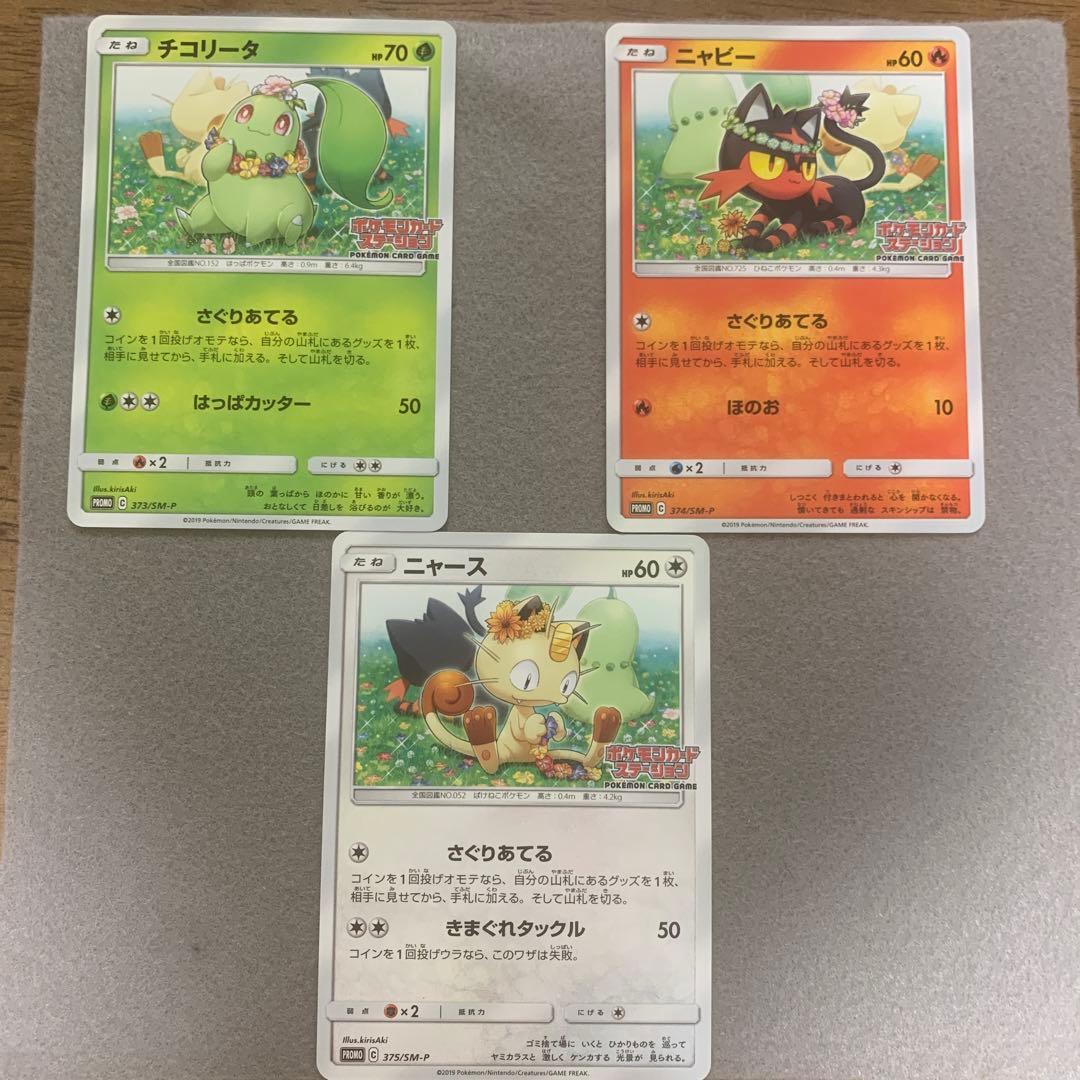 たね チコリータ HP70
ポケモンカード
ステーション
POKÉMON CARD GAME
全国図鑑NO.152 はっぱポケモン 高さ：0.9m 重さ：6.4kg
さぐりあてる
コインを1回投げオモテなら、自分の山札にあるグッズを1枚、
相手に見せてから、手札に加える。そして山札を切る。
はっぱカッター 50
弱点 ×2 抵抗力 にげる
Illus.kirisAki
頭の 葉っぱから ほのかに 甘い 香りが 漂う。
PROMO C 373/SM-P
おとなしくて 日差しを 浴びるのが 大好き。
©2019 Pokémon/Nintendo/Creatures/GAME FREAK.
たね ニャビー HP60
ポケモンカード
ステーション
POKÉMON CARD GAME
全国図鑑NO.725 ひねこポケモン 高さ：0.4m 重さ：4.3kg
さぐりあてる
コインを1回投げオモテなら、自分の山札にあるグッズを1枚、
相手に見せてから、手札に加える。そして山札を切る。
ほのお 10
弱点 ×2 抵抗力 にげる
Illus.kirisAki
しつこく 付きまとわれると 心を 開かなくなる。
PROMO C 374/SM-P
懐いてきても 過剰な スキンシップは 禁物。
©2019 Pokémon/Nintendo/Creatures/GAME FREAK.
たね ニャース HP60
ポケモンカード
ステーション
POKÉMON CARD GAME
全国図鑑NO.052 ばけねこポケモン 高さ：0.4m 重さ：4.2kg
さぐりあてる
コインを1回投げオモテなら、自分の山札にあるグッズを1枚、
相手に見せてから、手札に加える。そして山札を切る。
きまぐれタックル 50
コインを1回投げウラなら、このワザは失敗。
弱点 ×2 抵抗力 にげる
Illus.kirisAki
ゴミ捨て場に いくと ひかりものを 巡って
PROMO C 375/SM-P
ヤミカラスと 激しく ケンカする 光景が 見られる。
©2019 Pokémon/Nintendo/Creatures/GAME FREAK.